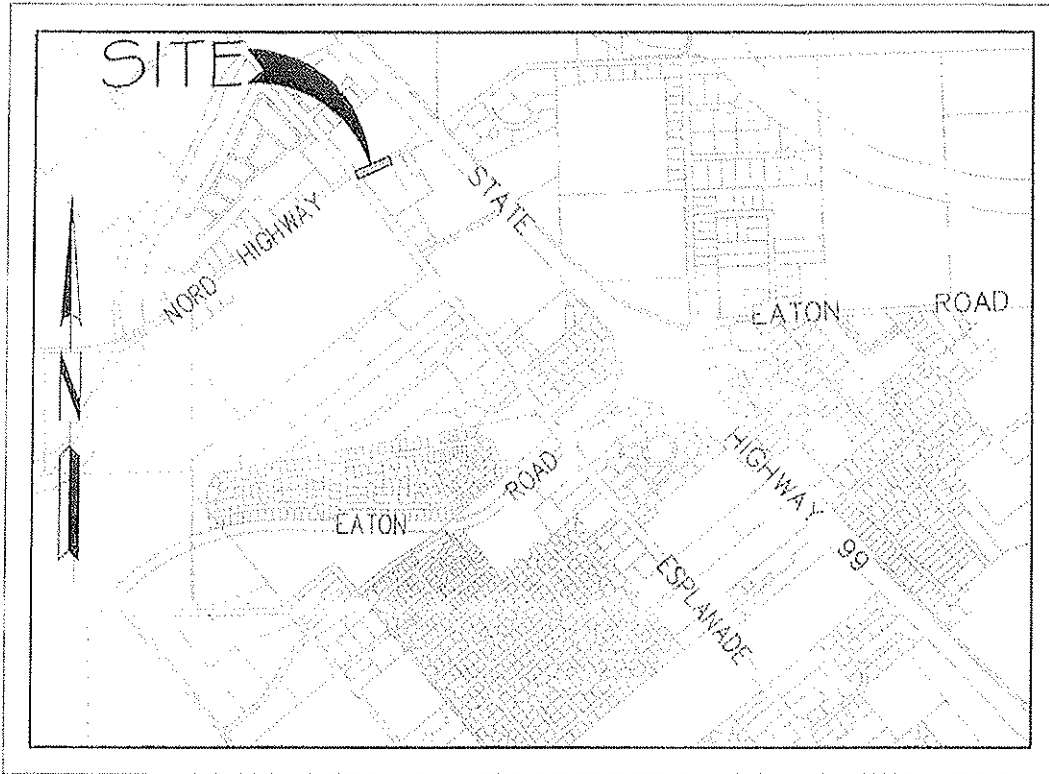 SITE
STATE
NORD HIGHWAY
EATON ROAD
N
HIGHWAY 99
EATON ROAD
ESPLANADE